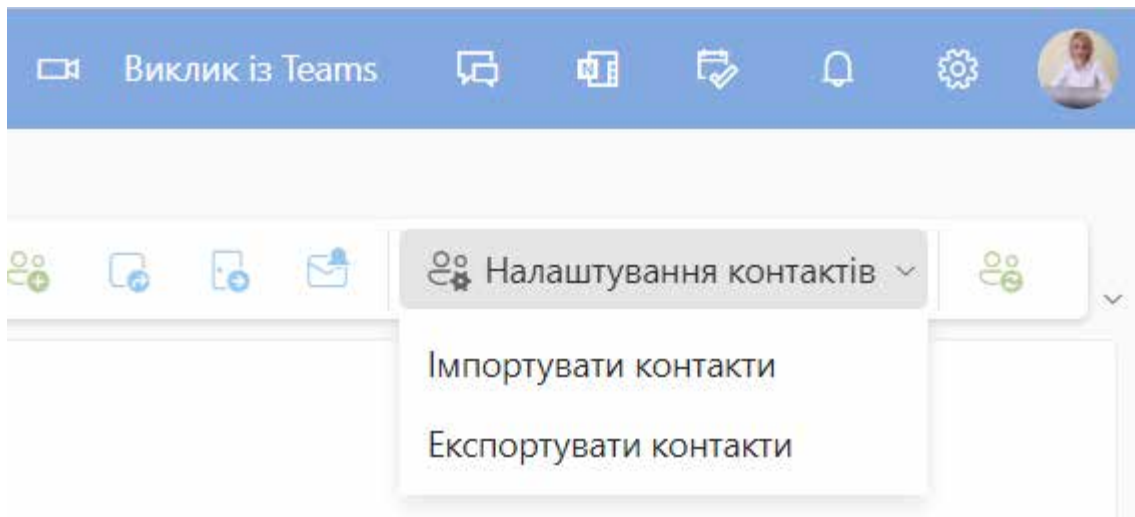 Виклик із Teams
Налаштування контактів
Імпортувати контакти
Експортувати контакти